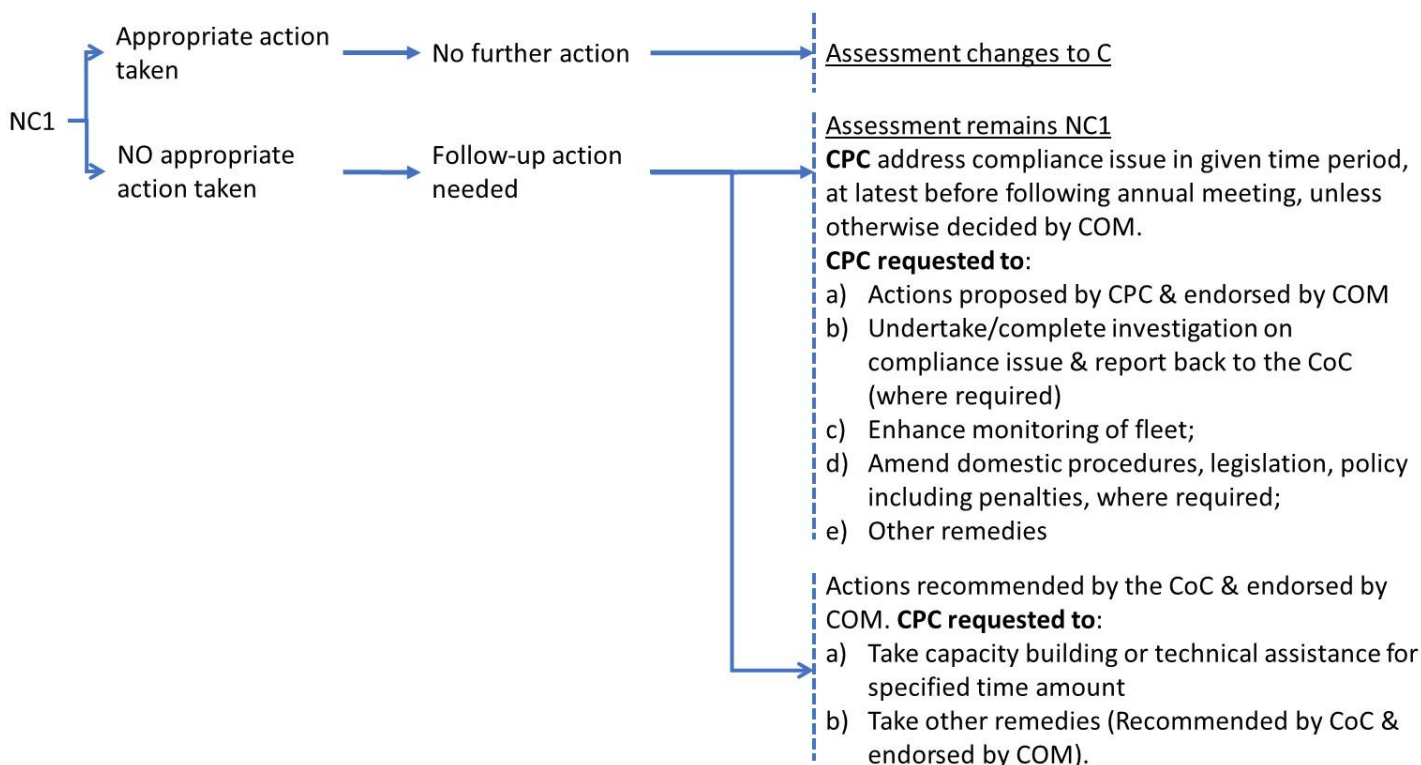 NC1
Appropriate action
taken
No further action
Assessment changes to C
NO appropriate
action taken
Follow-up action
needed
Assessment remains NC1
CPC address compliance issue in given time period,
at latest before following annual meeting, unless
otherwise decided by COM.
CPC requested to:
a) Actions proposed by CPC & endorsed by COM
b) Undertake/complete investigation on
compliance issue & report back to the CoC
(where required)
c) Enhance monitoring of fleet;
d) Amend domestic procedures, legislation, policy
including penalties, where required;
e) Other remedies
Actions recommended by the CoC & endorsed by
COM. CPC requested to:
a) Take capacity building or technical assistance for
specified time amount
b) Take other remedies (Recommended by CoC &
endorsed by COM).